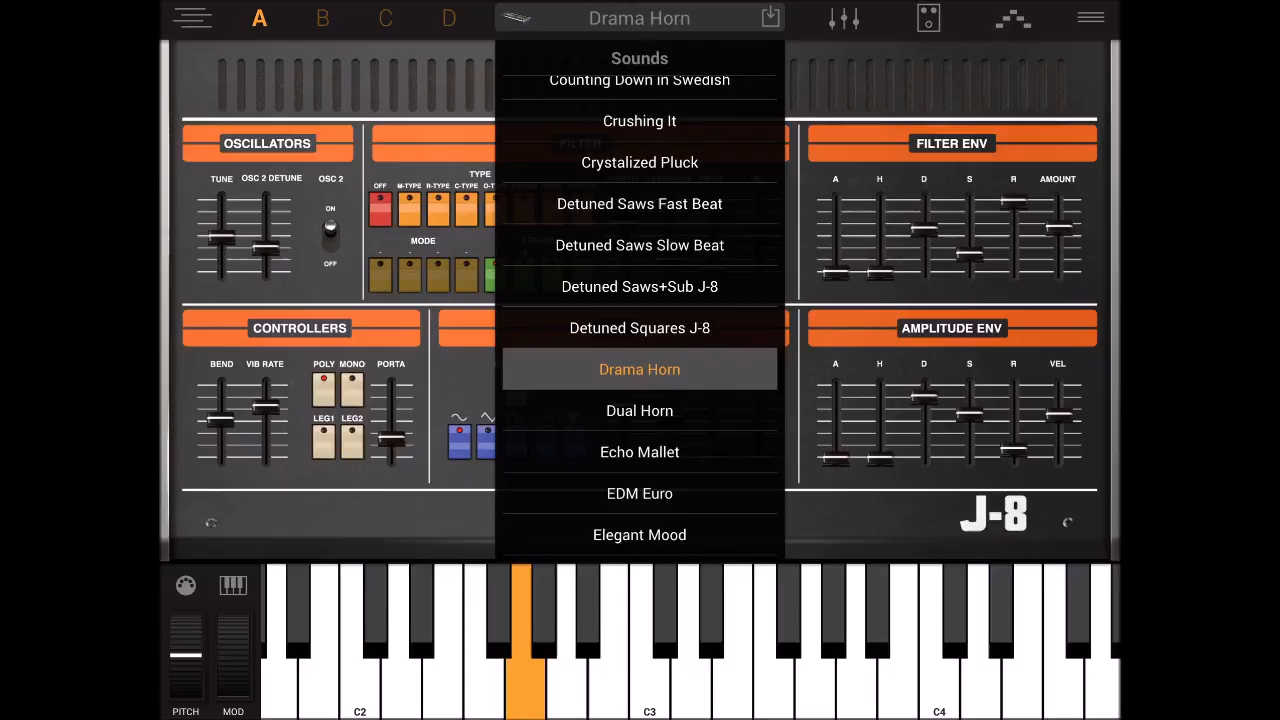 A B C D Drama Horn
Sounds
Counting Down in Swedish
Crushing It
Crystalized Pluck
Detuned Saws Fast Beat
Detuned Saws Slow Beat
Detuned Saws+Sub J-8
Detuned Squares J-8
Drama Horn
Dual Horn
Echo Mallet
EDM Euro
Elegant Mood
OSCILLATORS
TUNE OSC 2 DETUNE OSC 2
ON
OFF
FILTER
TYPE
OFF M-TYPE R-TYPE C-TYPE
MODE
FILTER ENV
A H D S R AMOUNT
CONTROLLERS
BEND VIB RATE POLY MONO PORTA
LEG1 LEG2
AMPLITUDE ENV
A H D S R VEL
J-8
PITCH MOD
C2 C3 C4